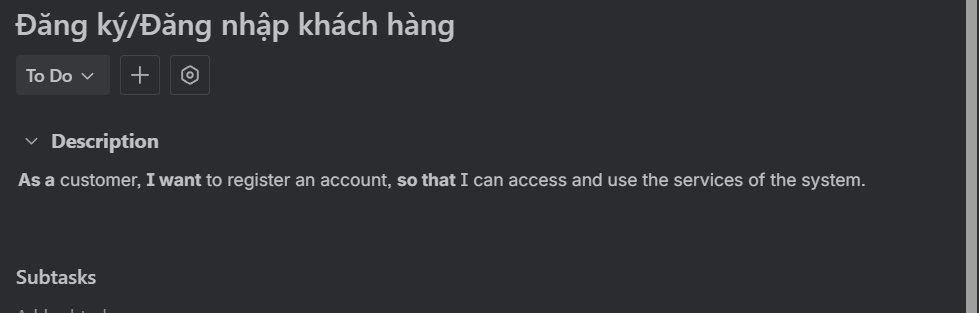 Đăng ký/Đăng nhập khách hàng
To Do
Description
As a customer, I want to register an account, so that I can access and use the services of the system.
Subtasks